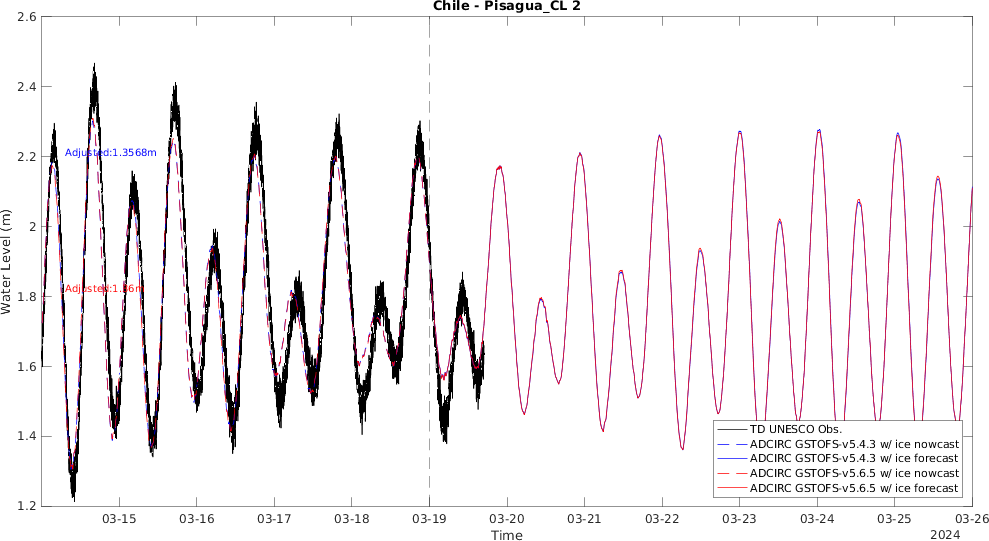 Chile - Pisagua_CL 2
2.6
2.4
2.2
2
1.8
1.6
1.4
1.2
Water Level (m)
Adjusted:1.3568m
Adjusted:1.36m
TD UNESCO Obs.
ADCIRC GSTOFS-v5.4.3 w/ ice nowcast
ADCIRC GSTOFS-v5.4.3 w/ ice forecast
ADCIRC GSTOFS-v5.6.5 w/ ice nowcast
ADCIRC GSTOFS-v5.6.5 w/ ice forecast
03-15 03-16 03-17 03-18 03-19 03-20 03-21 03-22 03-23 03-24 03-25 03-26
Time
2024